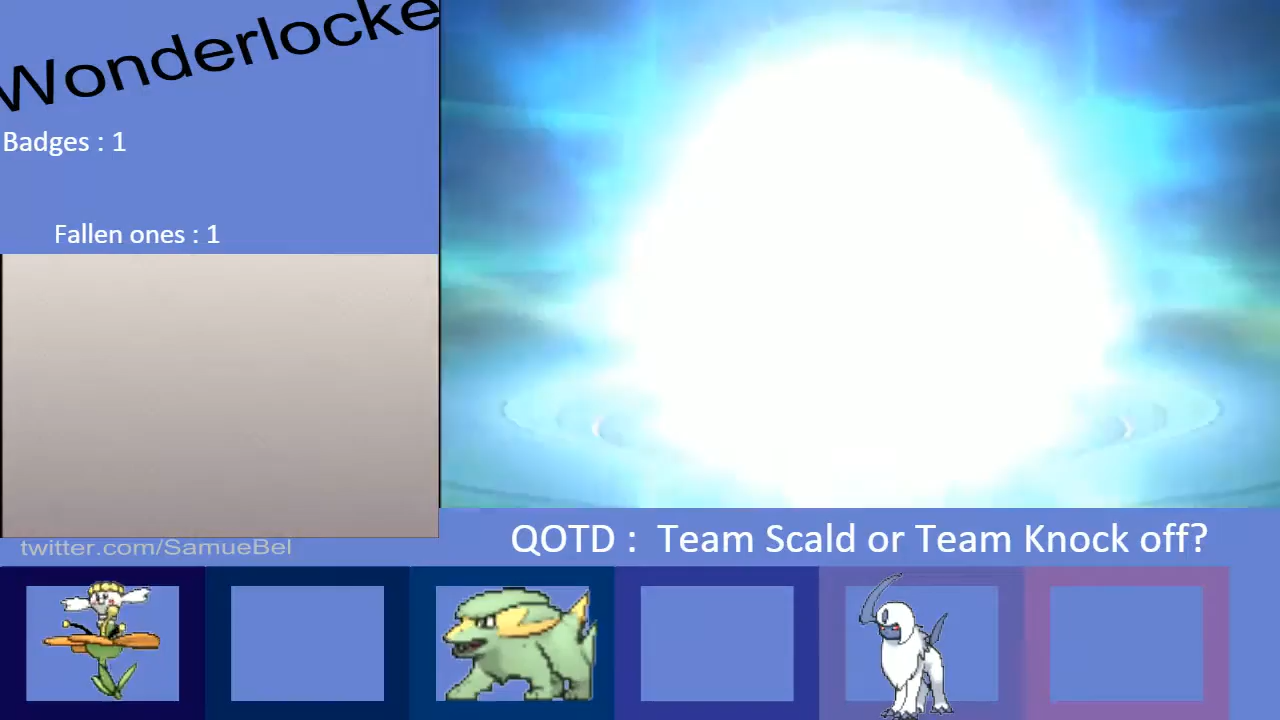 Wonderlocke
Badges : 1
Fallen ones : 1
twitter.com/SamueBel
QOTD :  Team Scald or Team Knock off?